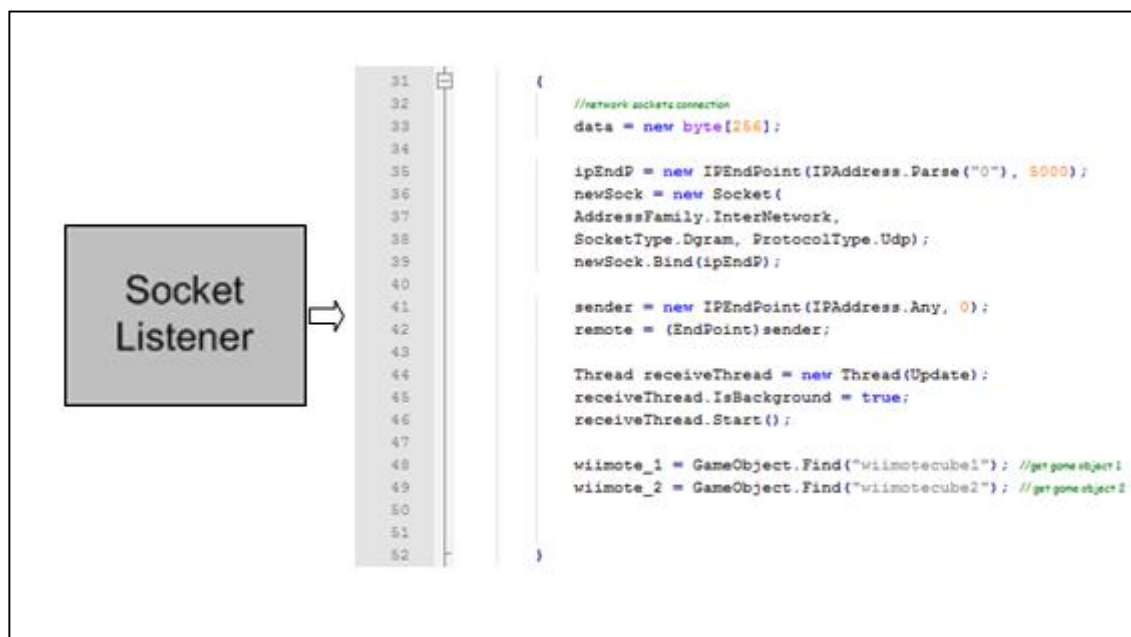 Socket
Listener
31 {
32 //network sockets connection
33 data = new byte[256];
34
35 ipEndP = new IPEndPoint(IPAddress.Parse("0"), 5000);
36 newSock = new Socket(
37 AddressFamily.InterNetwork,
38 SocketType.Dgram, ProtocolType.Udp);
39 newSock.Bind(ipEndP);
40
41 sender = new IPEndPoint(IPAddress.Any, 0);
42 remote = (EndPoint)sender;
43
44 Thread receiveThread = new Thread(Update);
45 receiveThread.IsBackground = true;
46 receiveThread.Start();
47
48 wiimote_1 = GameObject.Find("wiimotecube1"); //get game object 1
49 wiimote_2 = GameObject.Find("wiimotecube2"); //get game object 2
50
51
52 }